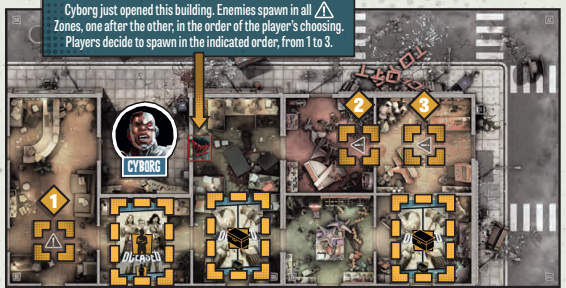 Cyborg just opened this building. Enemies spawn in all ⚠
Zones, one after the other, in the order of the player's choosing.
Players decide to spawn in the indicated order, from 1 to 3.
2
3
CYBORG
1
DCEASED